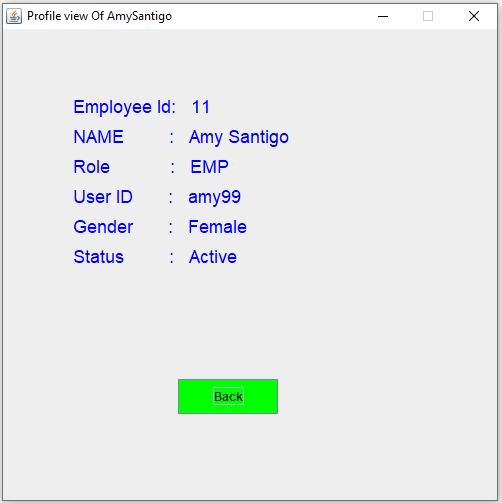 Profile view Of AmySantigo
Employee Id: 11
NAME : Amy Santigo
Role : EMP
User ID : amy99
Gender : Female
Status : Active
Back